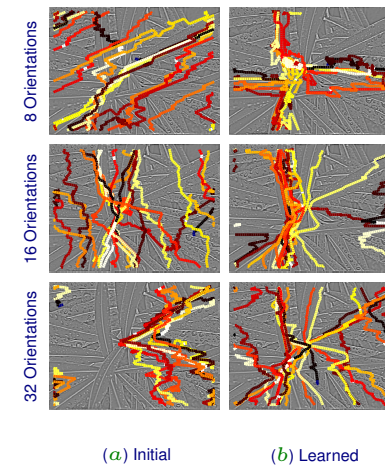 8 Orientations
16 Orientations
32 Orientations
(a) Initial
(b) Learned